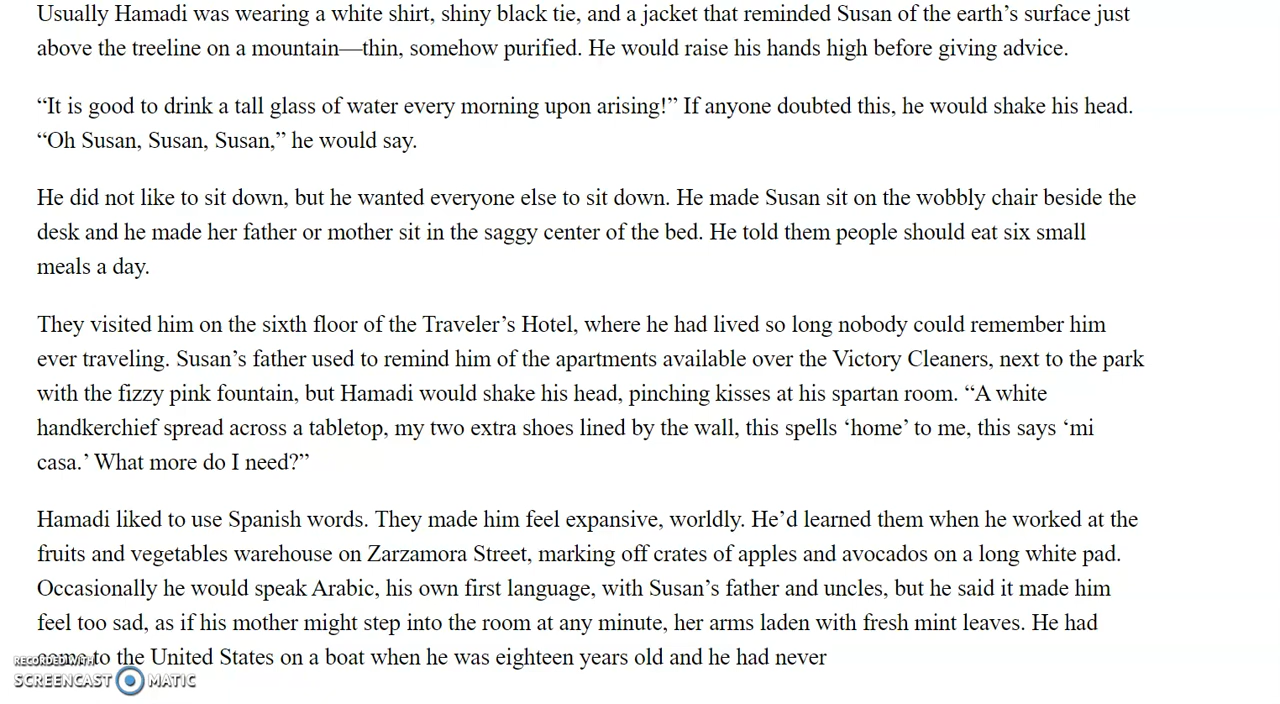 Usually Hamadi was wearing a white shirt, shiny black tie, and a jacket that reminded Susan of the earth’s surface just
above the treeline on a mountain—thin, somehow purified. He would raise his hands high before giving advice.
“It is good to drink a tall glass of water every morning upon arising!” If anyone doubted this, he would shake his head.
“Oh Susan, Susan, Susan,” he would say.
He did not like to sit down, but he wanted everyone else to sit down. He made Susan sit on the wobbly chair beside the
desk and he made her father or mother sit in the saggy center of the bed. He told them people should eat six small
meals a day.
They visited him on the sixth floor of the Traveler’s Hotel, where he had lived so long nobody could remember him
ever traveling. Susan’s father used to remind him of the apartments available over the Victory Cleaners, next to the park
with the fizzy pink fountain, but Hamadi would shake his head, pinching kisses at his spartan room. “A white
handkerchief spread across a tabletop, my two extra shoes lined by the wall, this spells ‘home’ to me, this says ‘mi
casa.’ What more do I need?”
Hamadi liked to use Spanish words. They made him feel expansive, worldly. He’d learned them when he worked at the
fruits and vegetables warehouse on Zarzamora Street, marking off crates of apples and avocados on a long white pad.
Occasionally he would speak Arabic, his own first language, with Susan’s father and uncles, but he said it made him
feel too sad, as if his mother might step into the room at any minute, her arms laden with fresh mint leaves. He had
to the United States on a boat when he was eighteen years old and he had never
RECORDED WITH
SCREENCAST MATIC